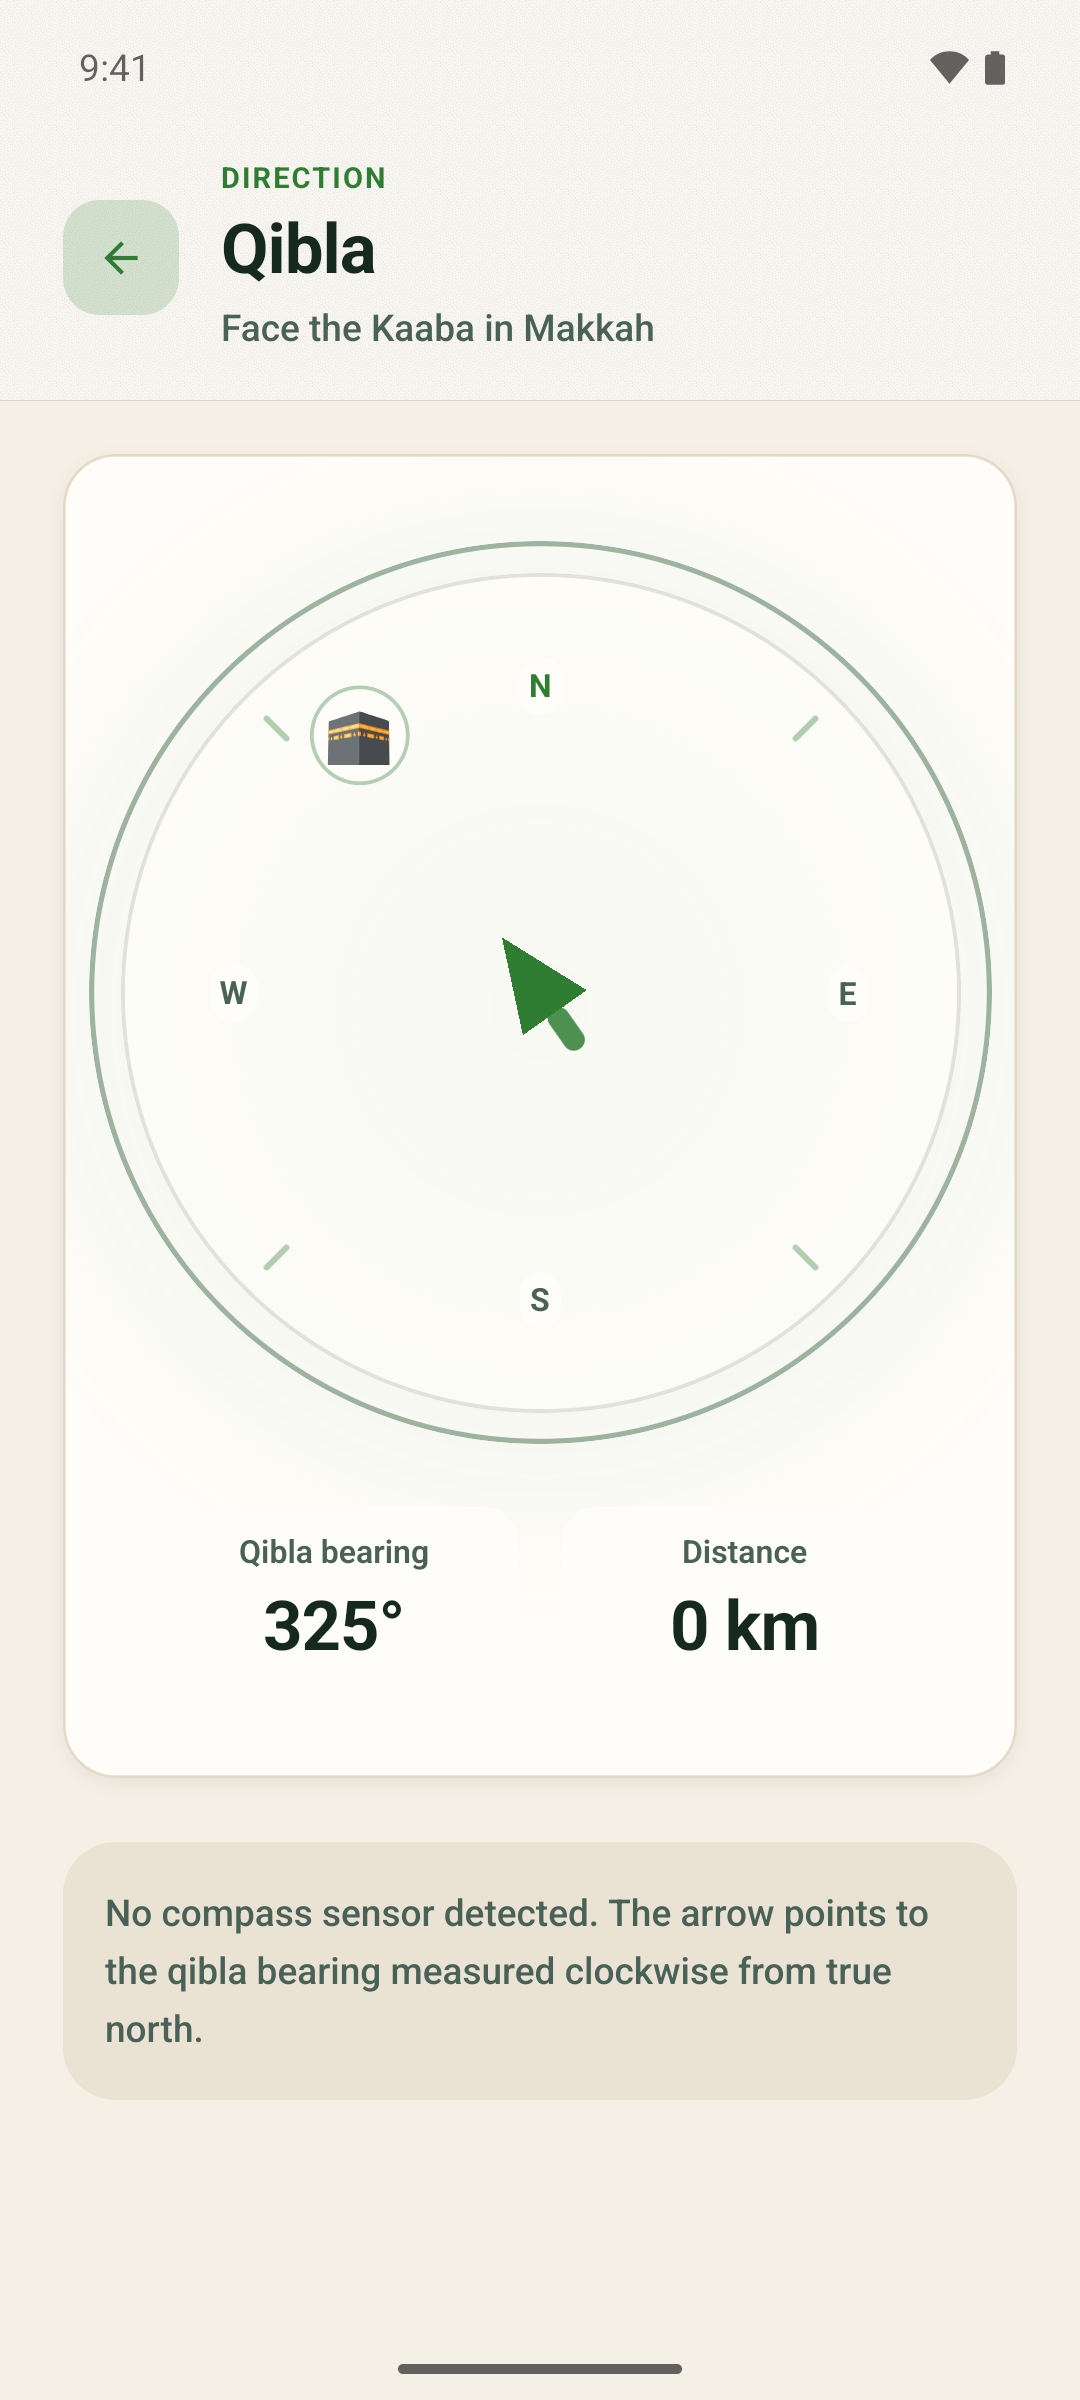 9:41
DIRECTION
Qibla
Face the Kaaba in Makkah
N
W
E
S
Qibla bearing
325°
Distance
0 km
No compass sensor detected. The arrow points to
the qibla bearing measured clockwise from true
north.